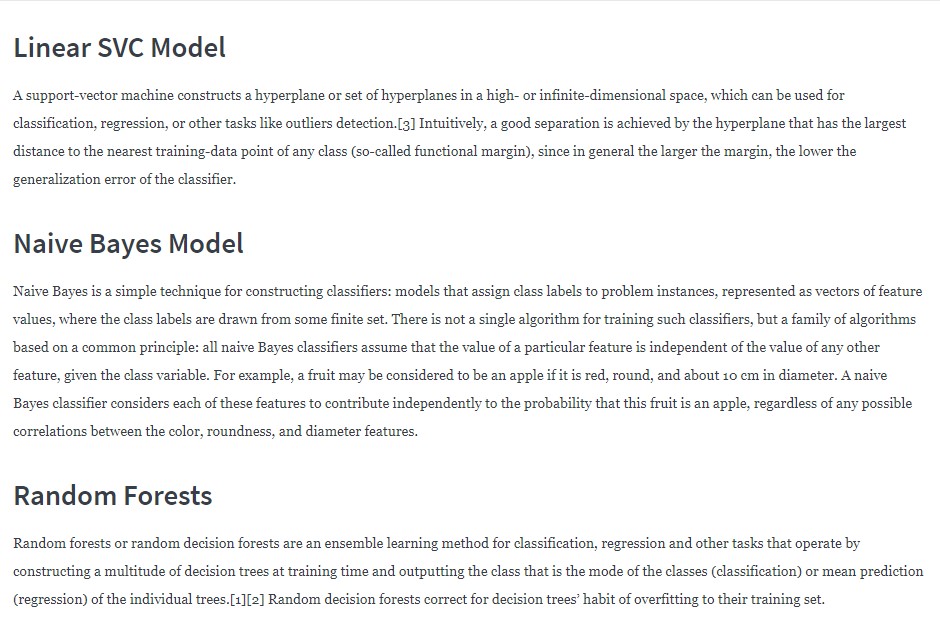 Linear SVC Model
A support-vector machine constructs a hyperplane or set of hyperplanes in a high- or infinite-dimensional space, which can be used for
classification, regression, or other tasks like outliers detection.[3] Intuitively, a good separation is achieved by the hyperplane that has the largest
distance to the nearest training-data point of any class (so-called functional margin), since in general the larger the margin, the lower the
generalization error of the classifier.
Naive Bayes Model
Naive Bayes is a simple technique for constructing classifiers: models that assign class labels to problem instances, represented as vectors of feature
values, where the class labels are drawn from some finite set. There is not a single algorithm for training such classifiers, but a family of algorithms
based on a common principle: all naive Bayes classifiers assume that the value of a particular feature is independent of the value of any other
feature, given the class variable. For example, a fruit may be considered to be an apple if it is red, round, and about 10 cm in diameter. A naive
Bayes classifier considers each of these features to contribute independently to the probability that this fruit is an apple, regardless of any possible
correlations between the color, roundness, and diameter features.
Random Forests
Random forests or random decision forests are an ensemble learning method for classification, regression and other tasks that operate by
constructing a multitude of decision trees at training time and outputting the class that is the mode of the classes (classification) or mean prediction
(regression) of the individual trees.[1][2] Random decision forests correct for decision trees’ habit of overfitting to their training set.